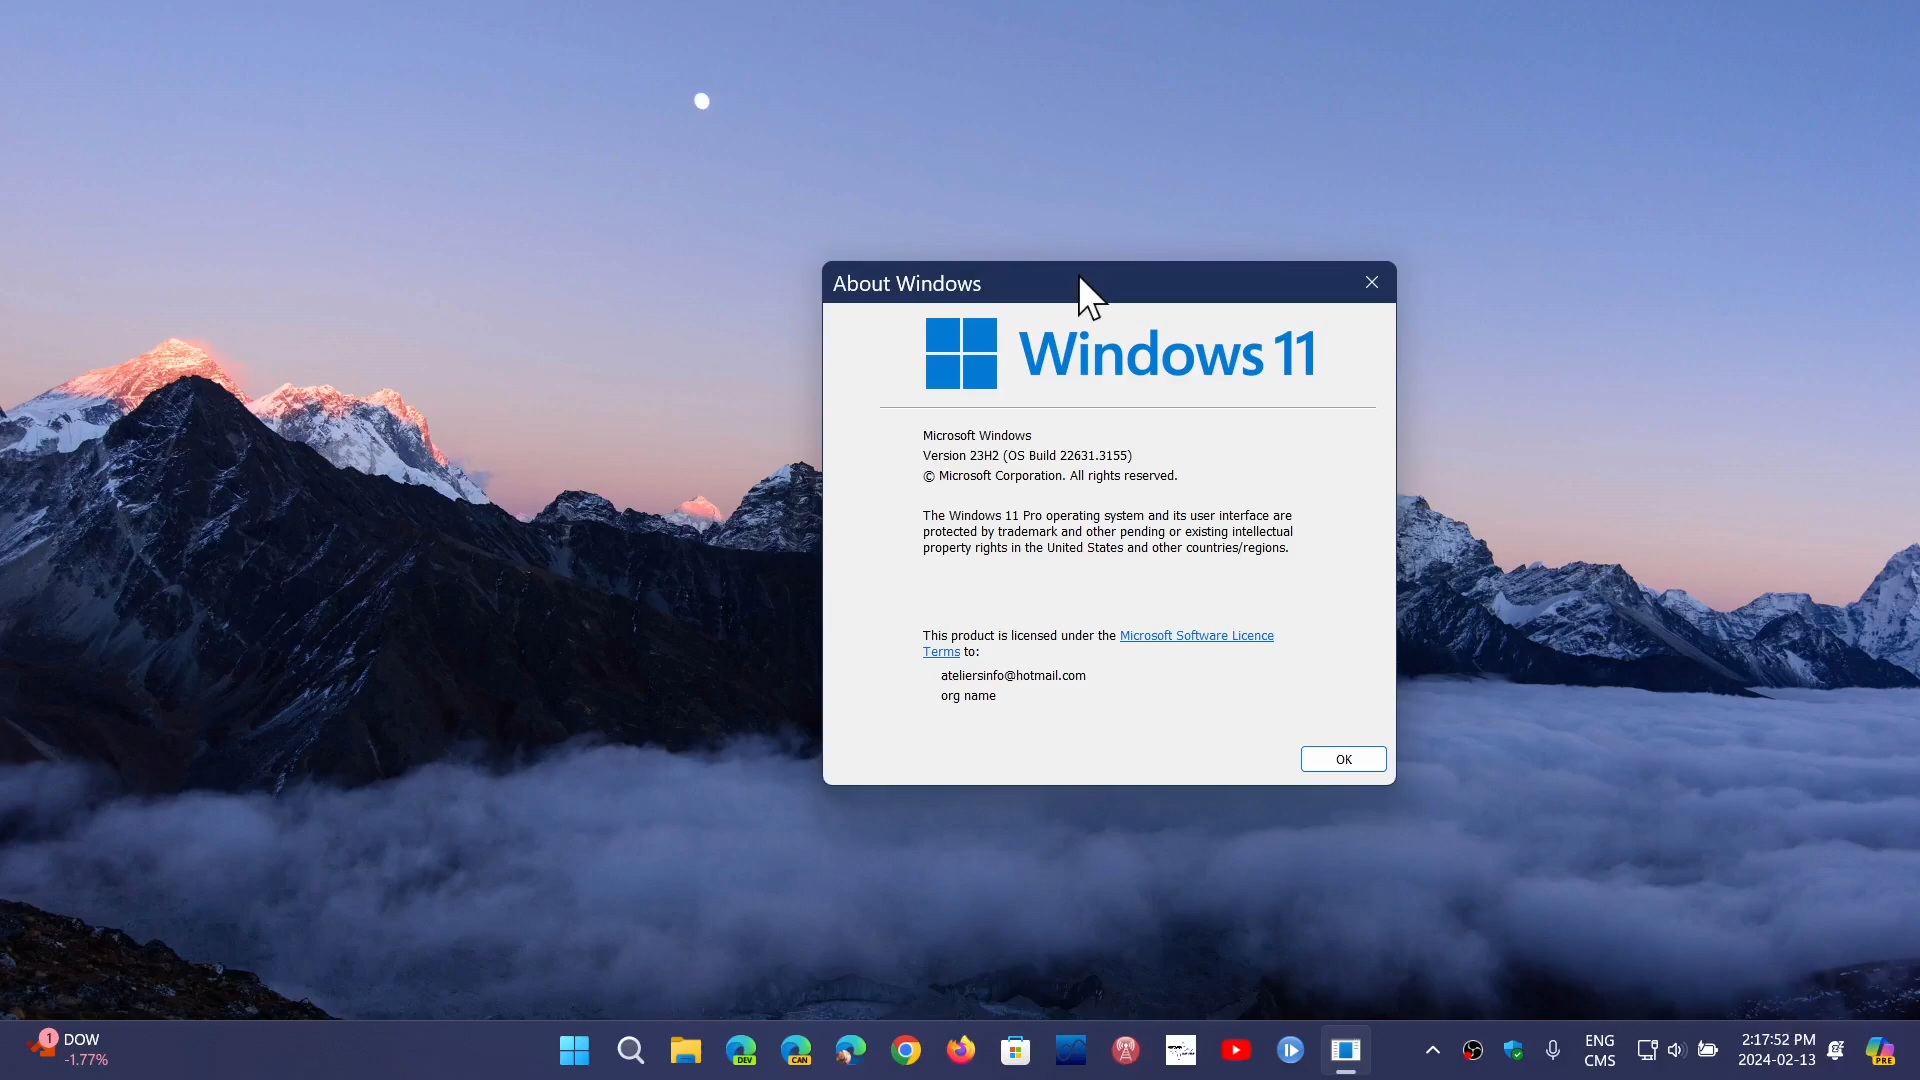 About Windows
Windows 11
Microsoft Windows
Version 23H2 (OS Build 22631.3155)
© Microsoft Corporation. All rights reserved.
The Windows 11 Pro operating system and its user interface are
protected by trademark and other pending or existing intellectual
property rights in the United States and other countries/regions.
This product is licensed under the Microsoft Software Licence
Terms to:
ateliersinfo@hotmail.com
org name
OK
1
DOW
-1.77%
DEV
CAN
ENG
CMS
2:17:52 PM
2024-02-13
PRE